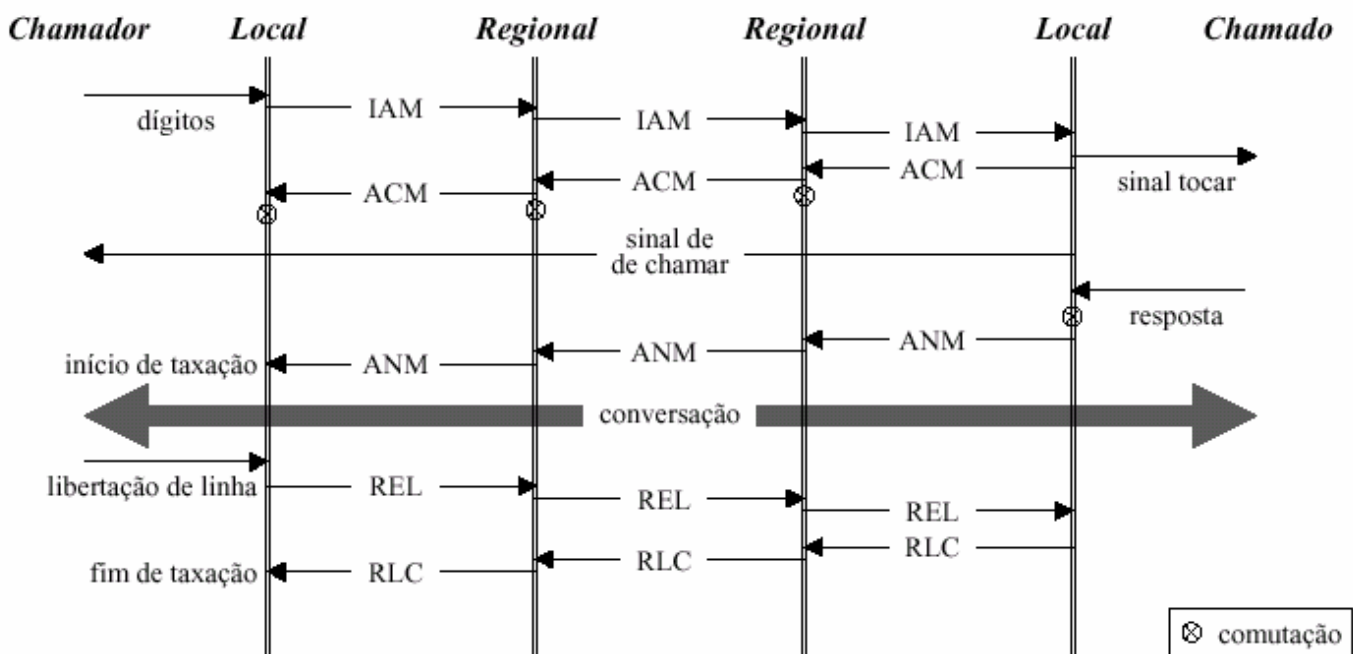 Chamador Local Regional Regional Local Chamado
dígitos IAM IAM IAM
ACM ACM ACM sinal tocar
sinal de
de chamar
resposta
início de taxação ANM ANM ANM
conversação
libertação de linha REL REL REL
fim de taxação RLC RLC RLC
comutação